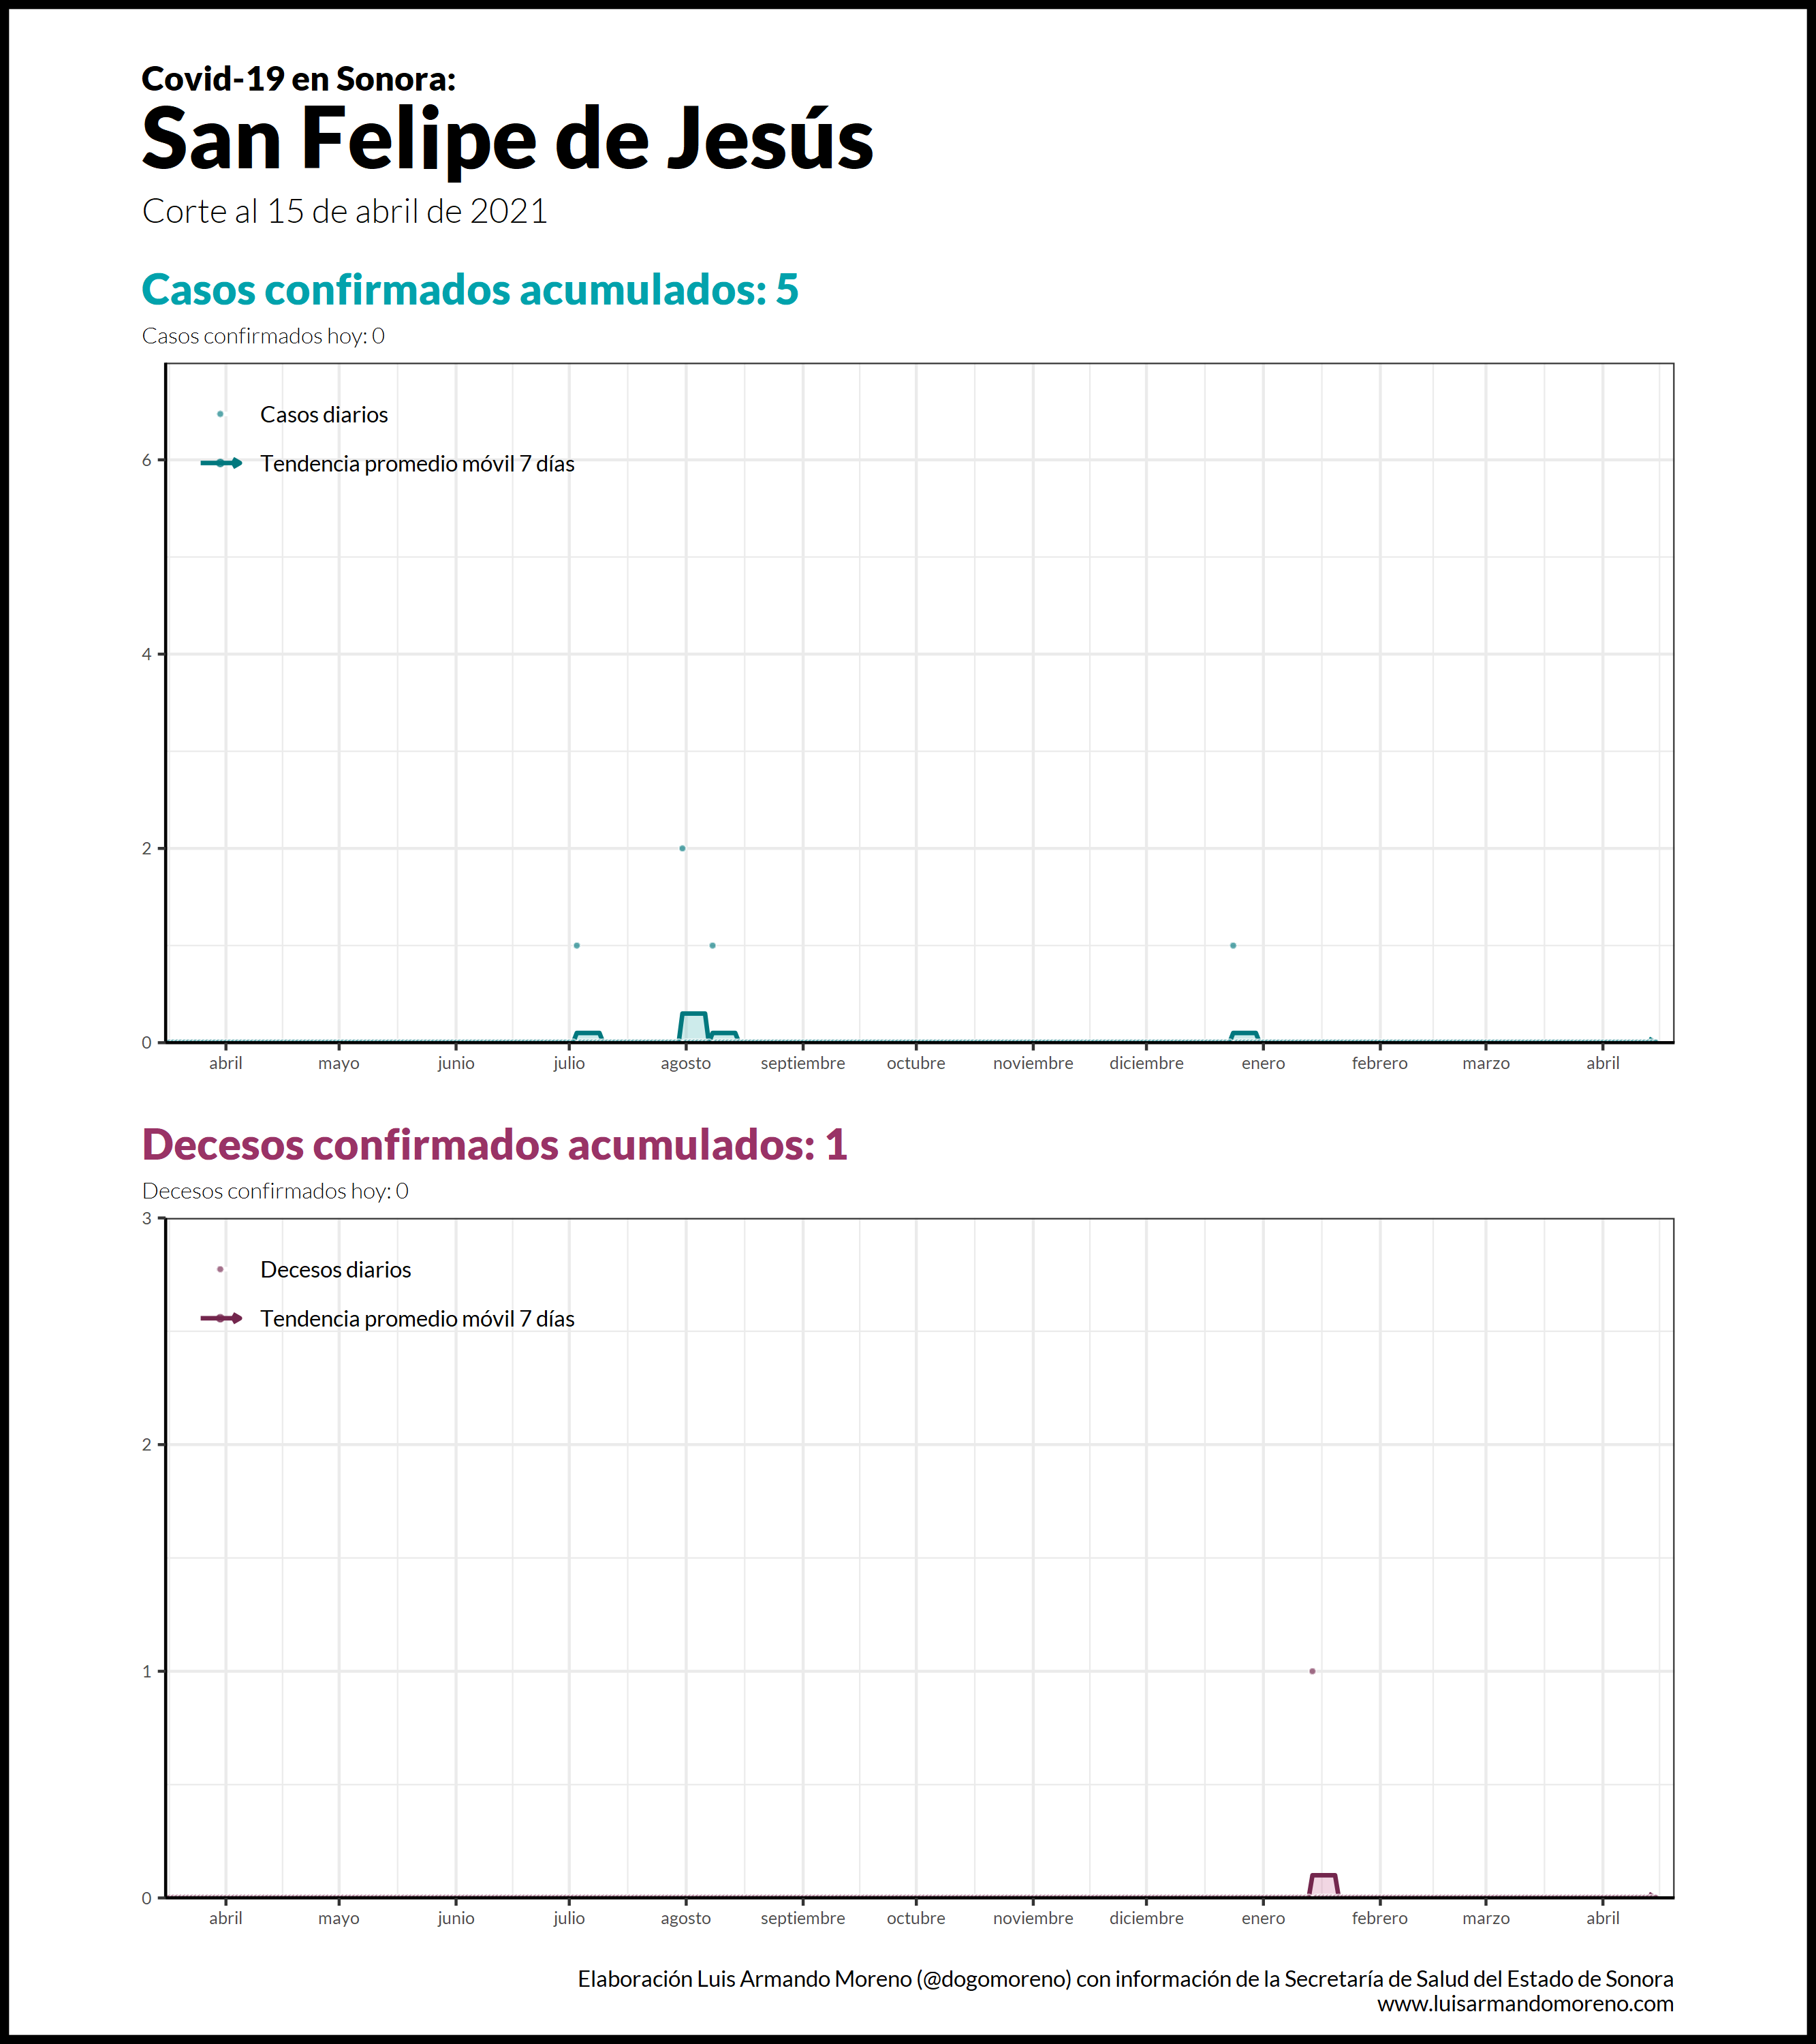 Covid-19 en Sonora:
San Felipe de Jesús
Corte al 15 de abril de 2021
Casos confirmados acumulados: 5
Casos confirmados hoy: 0
Casos diarios
Tendencia promedio móvil 7 días
6
4
2
0
abril mayo junio julio agosto septiembre octubre noviembre diciembre enero febrero marzo abril
Decesos confirmados acumulados: 1
Decesos confirmados hoy: 0
3
Decesos diarios
Tendencia promedio móvil 7 días
2
1
0
abril mayo junio julio agosto septiembre octubre noviembre diciembre enero febrero marzo abril
Elaboración Luis Armando Moreno (@dogomoreno) con información de la Secretaría de Salud del Estado de Sonora
www.luisarmandomoreno.com